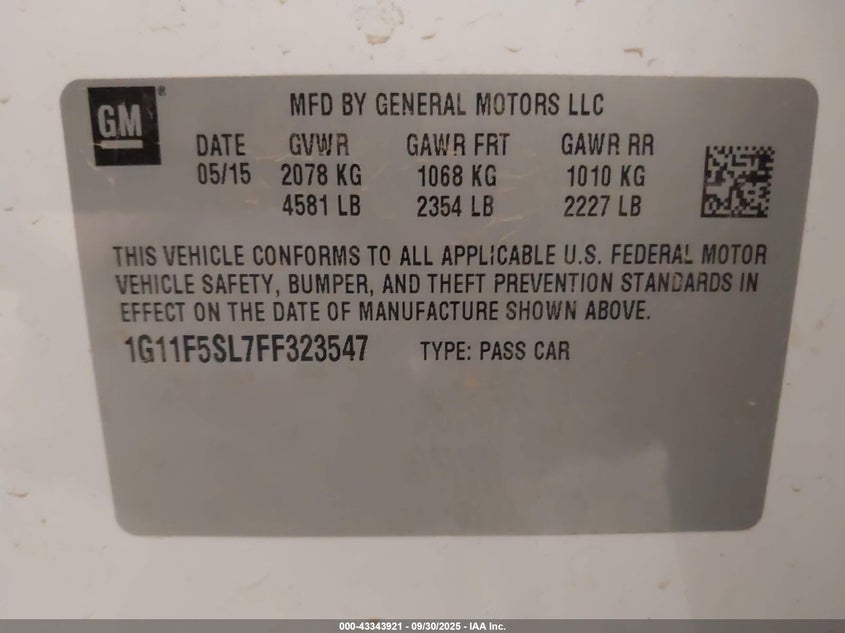 GM ®
MFD BY GENERAL MOTORS LLC
DATE GVWR GAWR FRT GAWR RR
05/15 2078 KG 1068 KG 1010 KG
4581 LB 2354 LB 2227 LB
THIS VEHICLE CONFORMS TO ALL APPLICABLE U.S. FEDERAL MOTOR
VEHICLE SAFETY, BUMPER, AND THEFT PREVENTION STANDARDS IN
EFFECT ON THE DATE OF MANUFACTURE SHOWN ABOVE.
1G11F5SL7FF323547 TYPE: PASS CAR
000-43343921 - 09/30/2025 - IAA Inc.